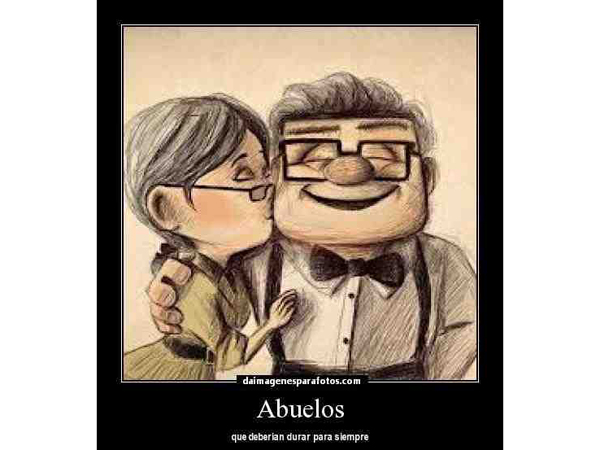 daimagenesparafotos.com
Abuelos
que deberian durar para siempre